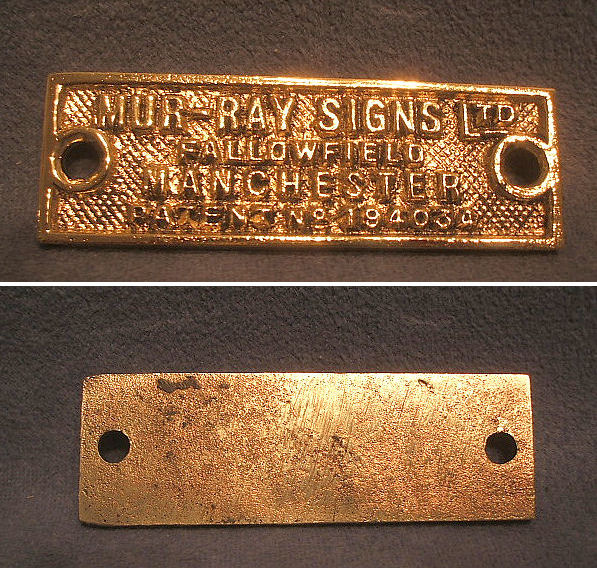 MUR-RAY SIGNS LTD
FALLOWFIELD
MANCHESTER
PATENT NO 194034